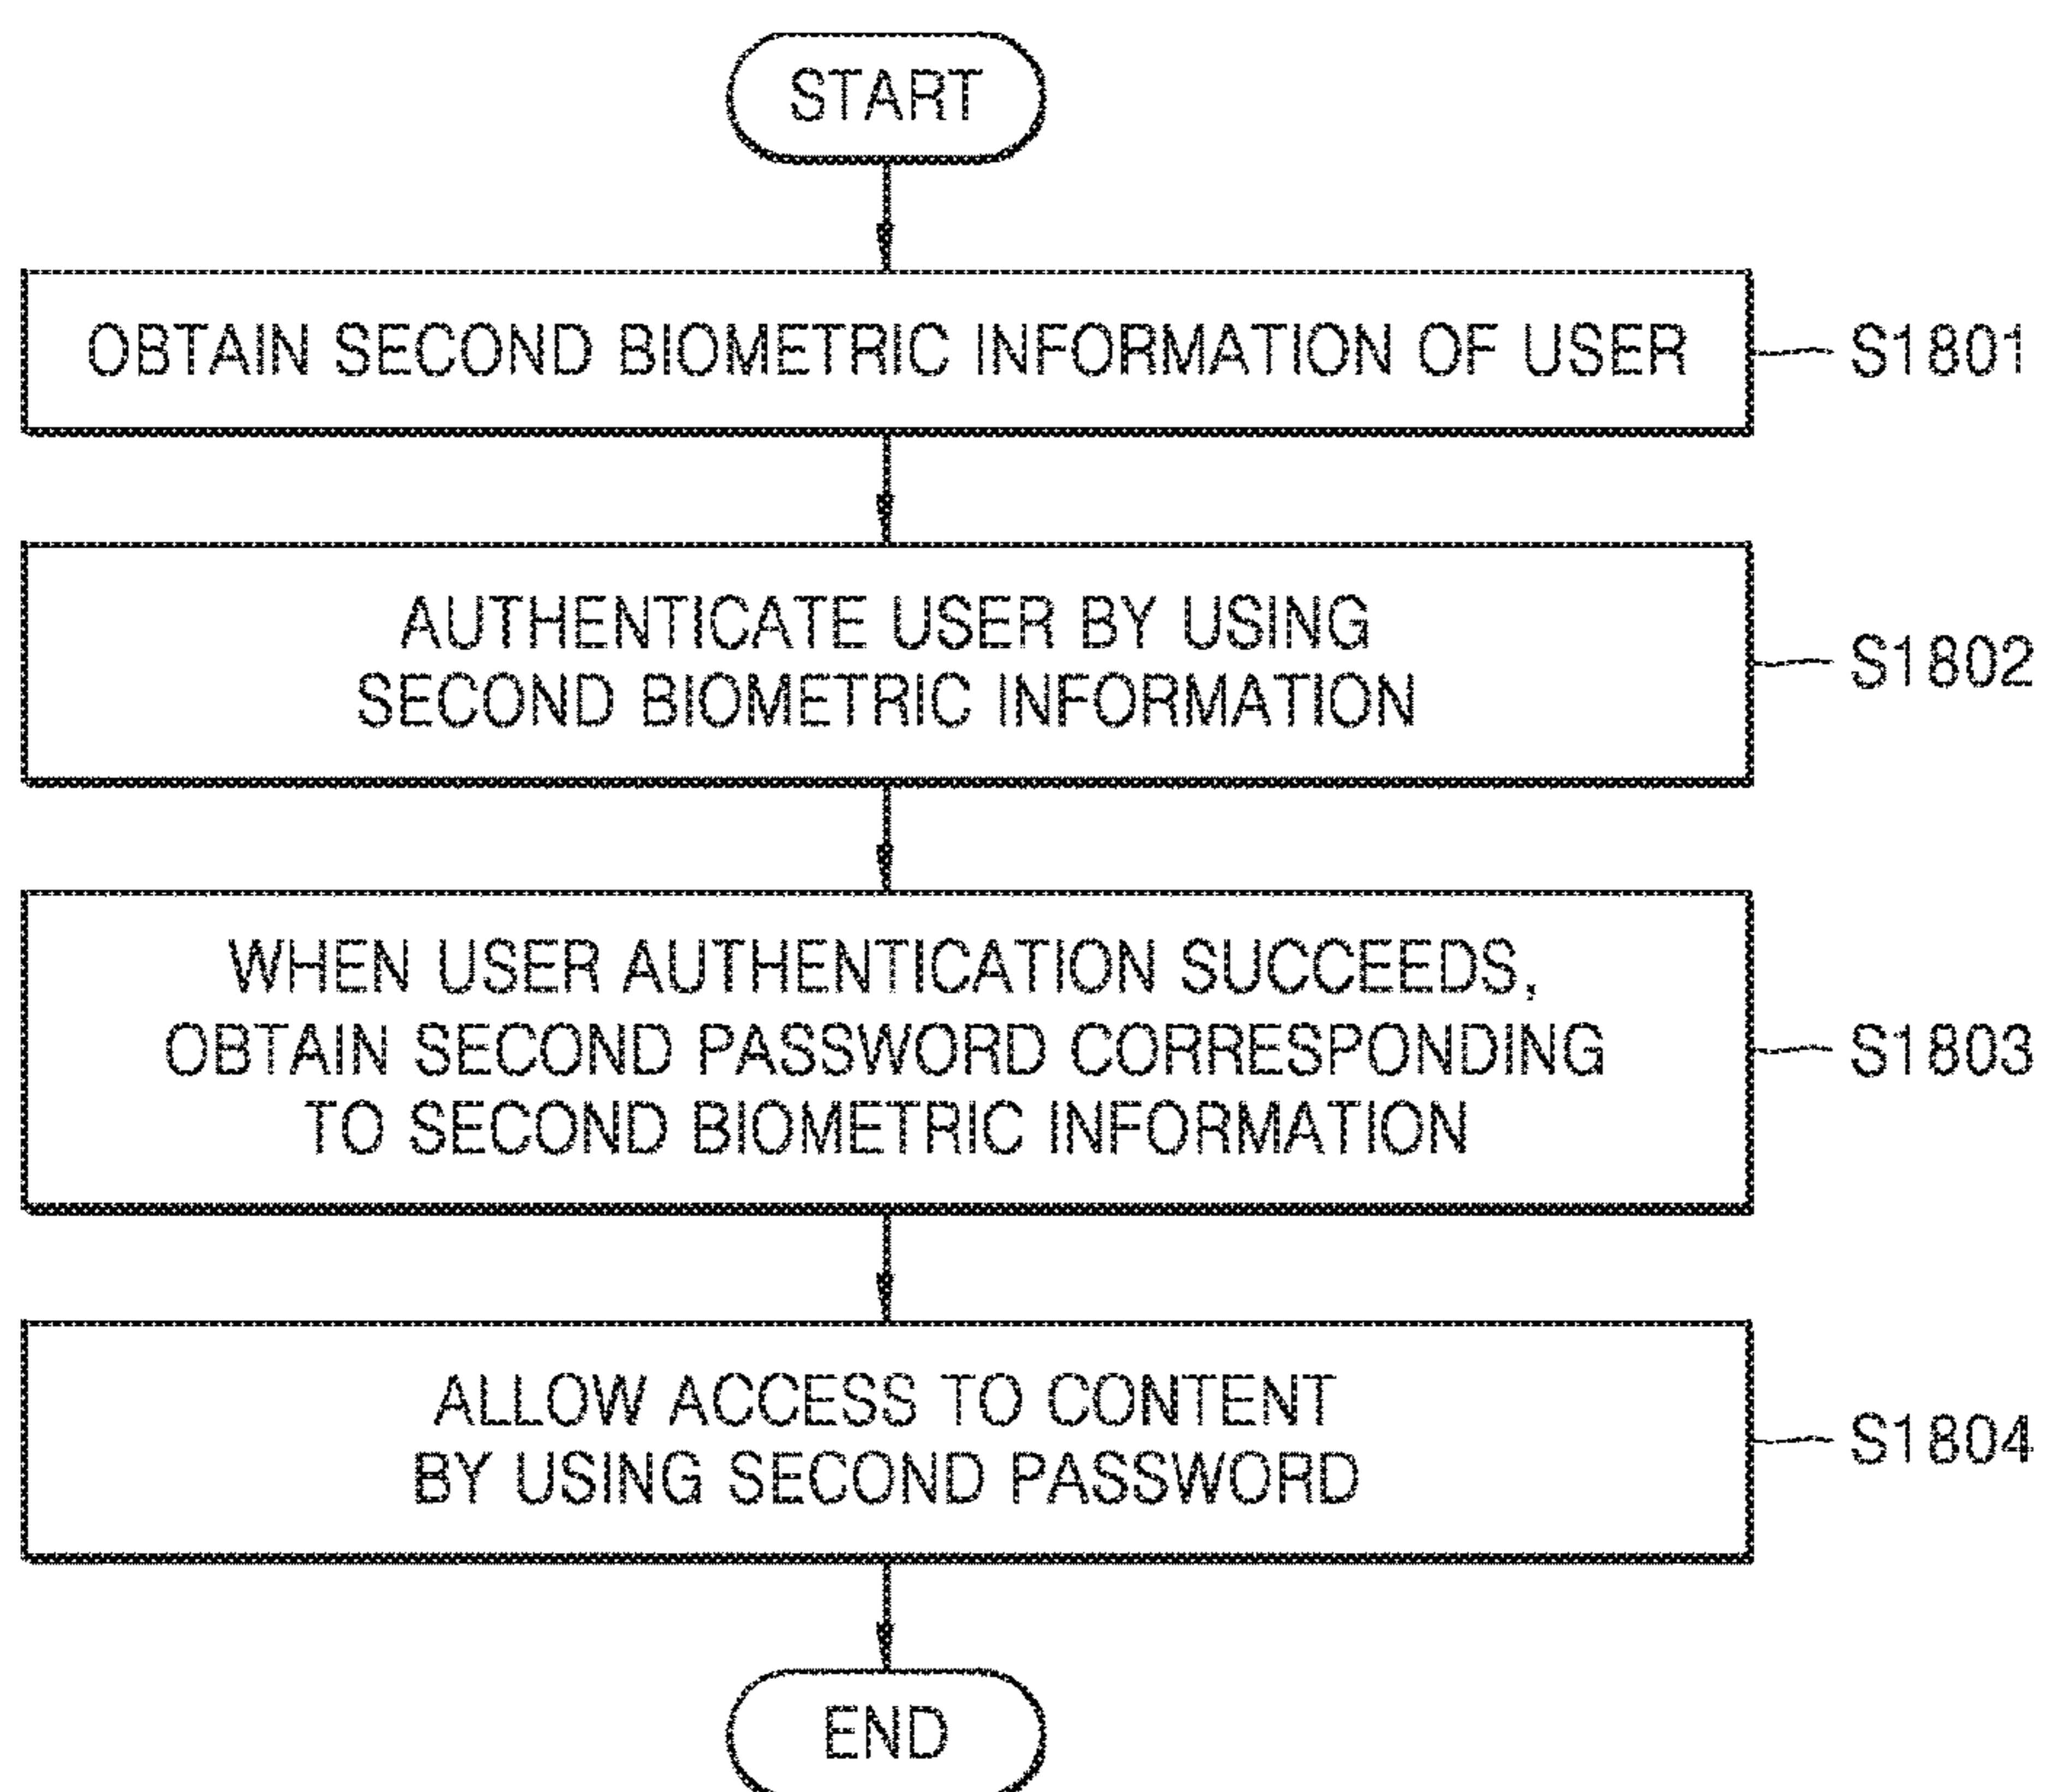 START
OBTAIN SECOND BIOMETRIC INFORMATION OF USER
S1801
AUTHENTICATE USER BY USING
SECOND BIOMETRIC INFORMATION
S1802
WHEN USER AUTHENTICATION SUCCEEDS,
OBTAIN SECOND PASSWORD CORRESPONDING
TO SECOND BIOMETRIC INFORMATION
S1803
ALLOW ACCESS TO CONTENT
BY USING SECOND PASSWORD
S1804
END